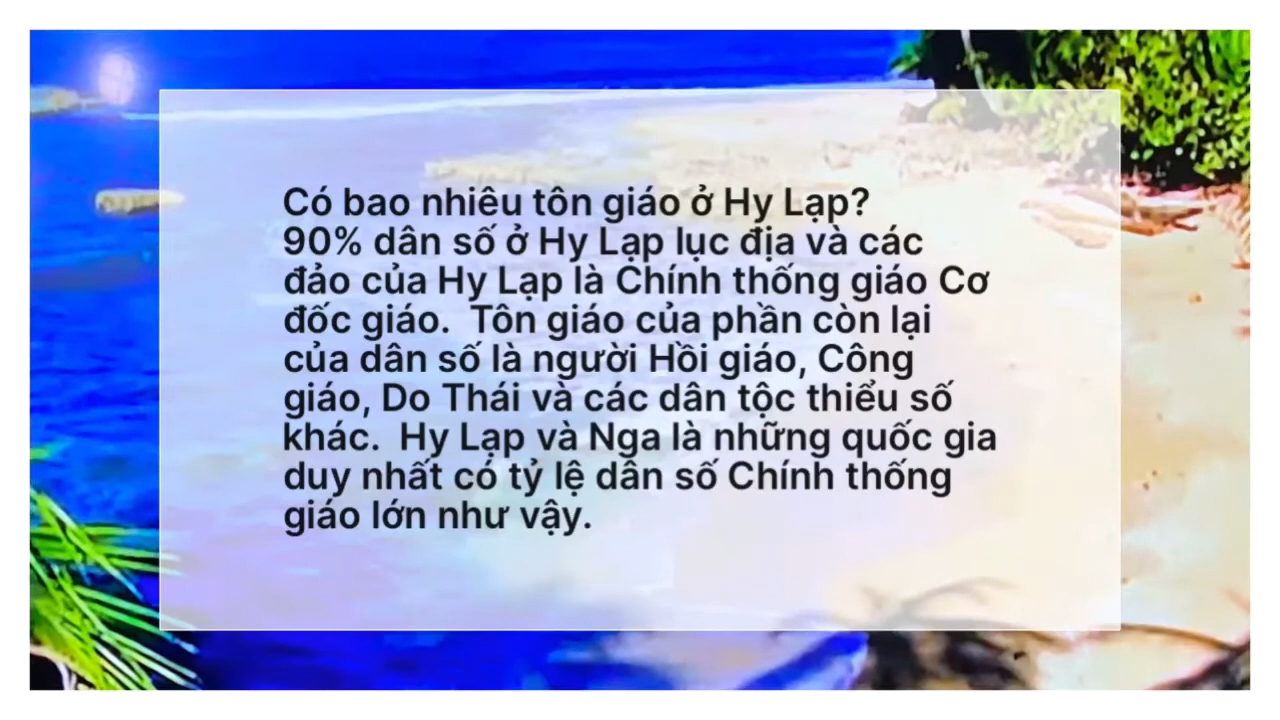 Có bao nhiêu tôn giáo ở Hy Lạp?
90% dân số ở Hy Lạp lục địa và các
đảo của Hy Lạp là Chính thống giáo Cơ
đốc giáo.  Tôn giáo của phần còn lại
của dân số là người Hồi giáo, Công
giáo, Do Thái và các dân tộc thiểu số
khác.  Hy Lạp và Nga là những quốc gia
duy nhất có tỷ lệ dân số Chính thống
giáo lớn như vậy.